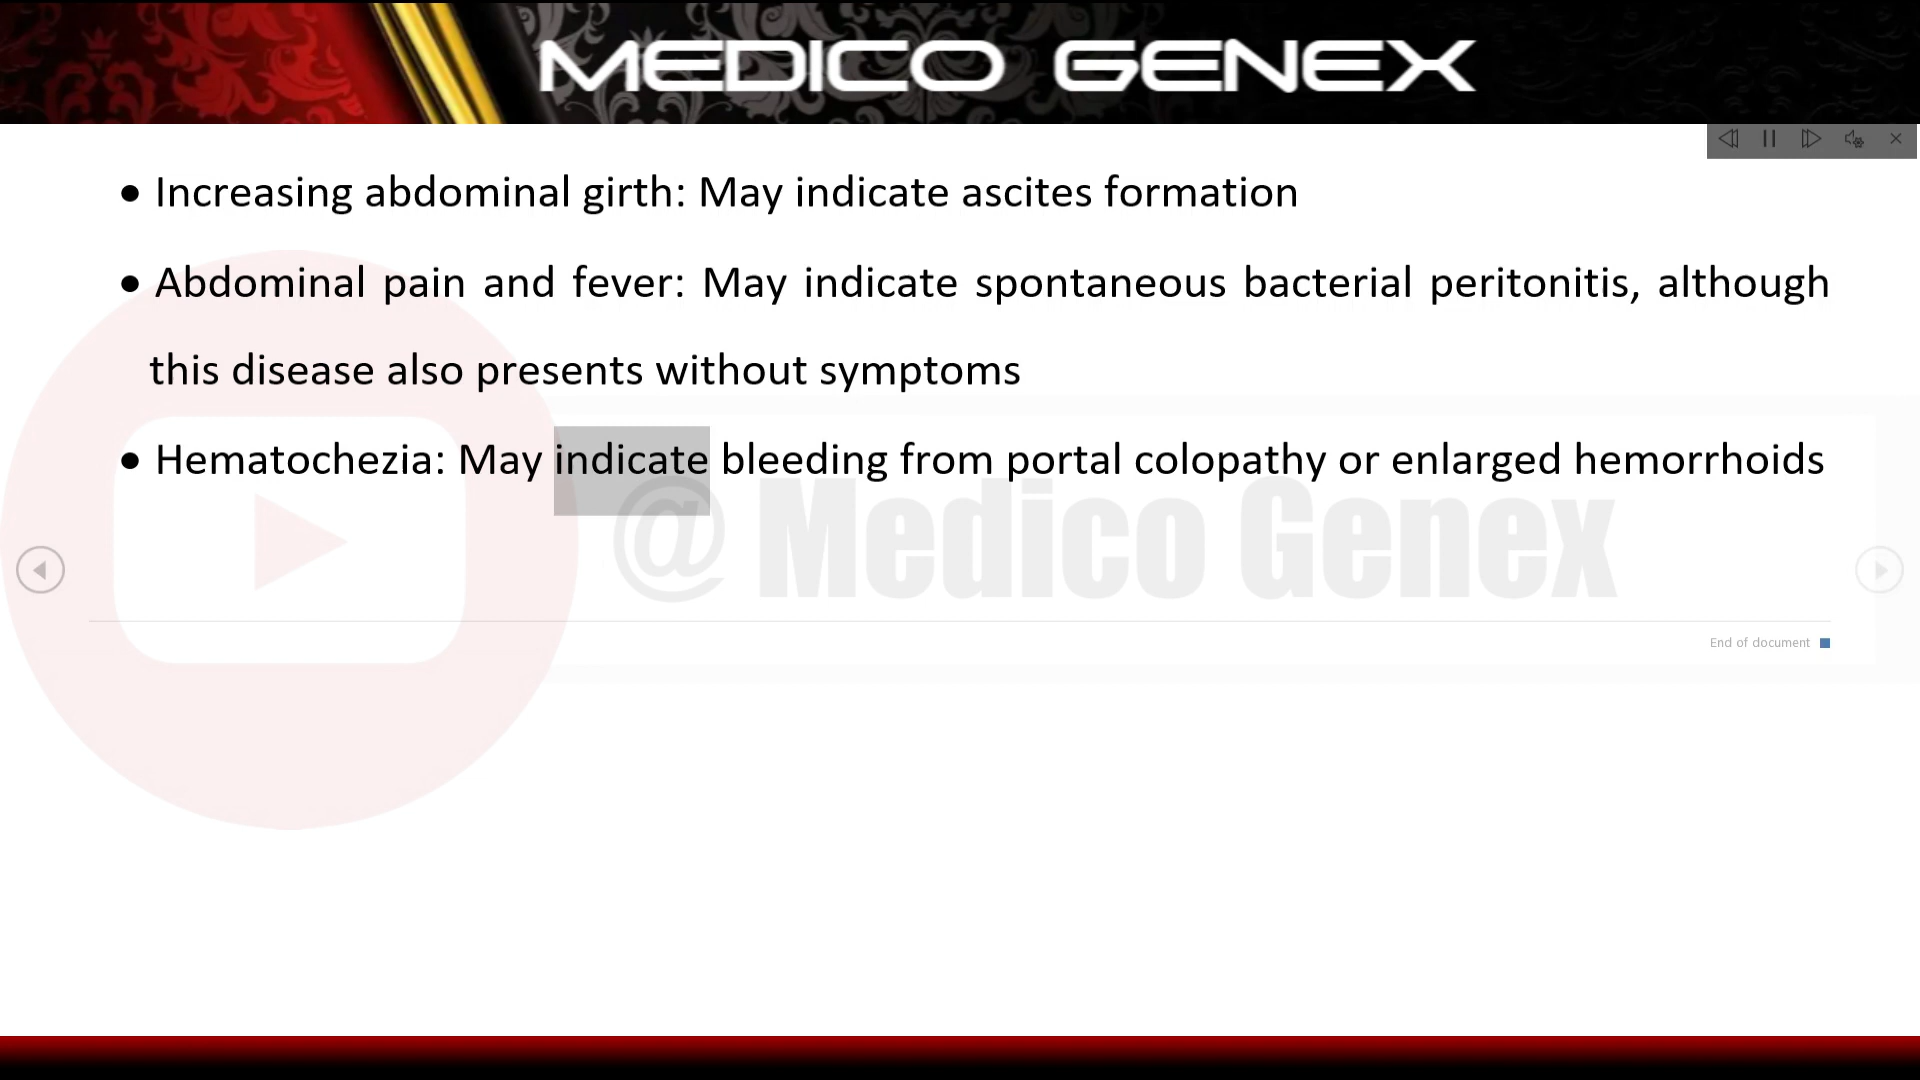 MEDICO GENEX
● Increasing abdominal girth: May indicate ascites formation
● Abdominal pain and fever: May indicate spontaneous bacterial peritonitis, although
this disease also presents without symptoms
● Hematochezia: May indicate bleeding from portal colopathy or enlarged hemorrhoids
@ Medico Genex
End of document